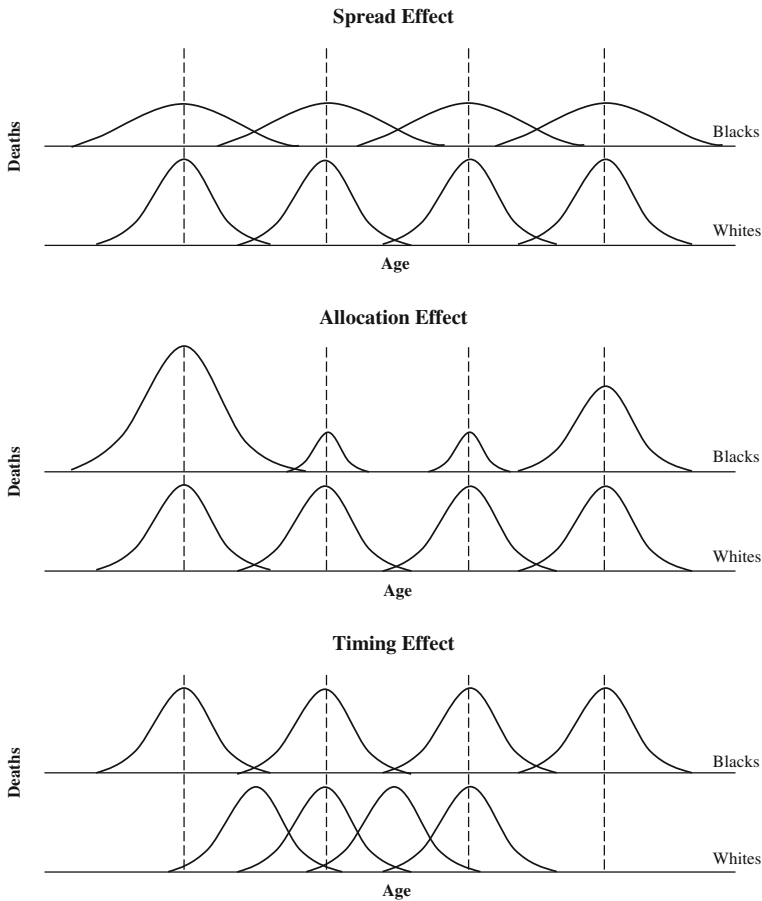 Spread Effect
Deaths
Blacks
Whites
Age
Allocation Effect
Deaths
Blacks
Whites
Age
Timing Effect
Deaths
Blacks
Whites
Age